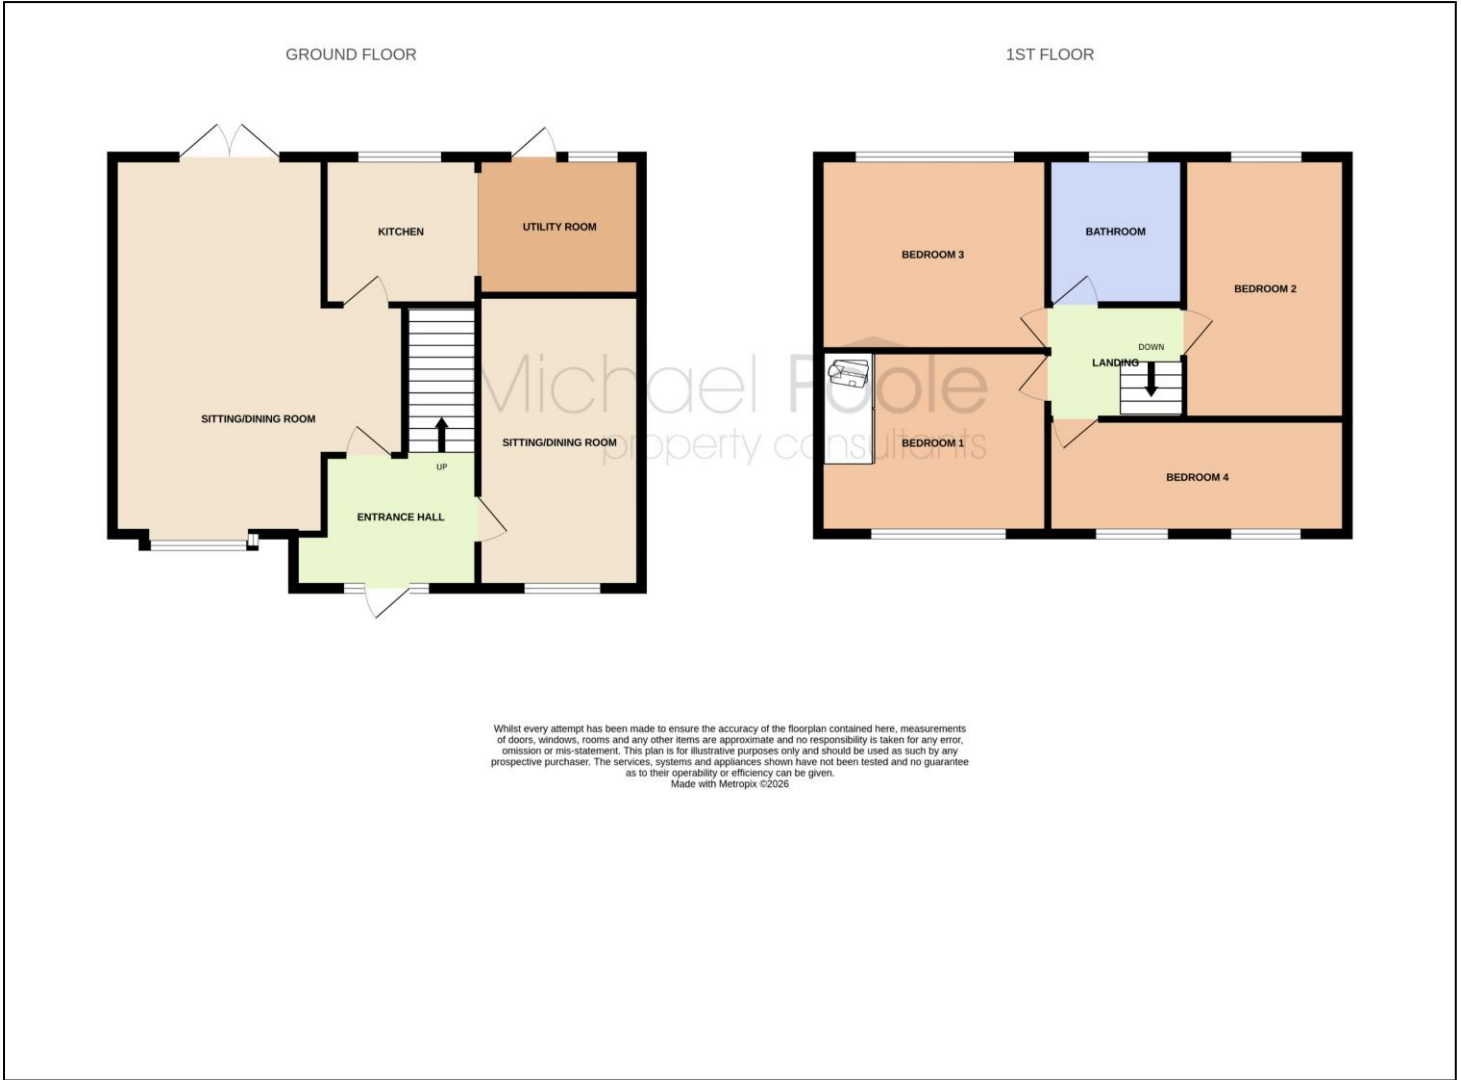 GROUND FLOOR
1ST FLOOR
KITCHEN
UTILITY ROOM
SITTING/DINING ROOM
SITTING/DINING ROOM
UP
ENTRANCE HALL
BEDROOM 3
BATHROOM
BEDROOM 2
DOWN
LANDING
BEDROOM 1
BEDROOM 4
Michael Poole
property consultants
Whilst every attempt has been made to ensure the accuracy of the floorplan contained here, measurements
of doors, windows, rooms and any other items are approximate and no responsibility is taken for any error,
omission or mis-statement. This plan is for illustrative purposes only and should be used as such by any
prospective purchaser. The services, systems and appliances shown have not been tested and no guarantee
as to their operability or efficiency can be given.
Made with Metropix ©2026